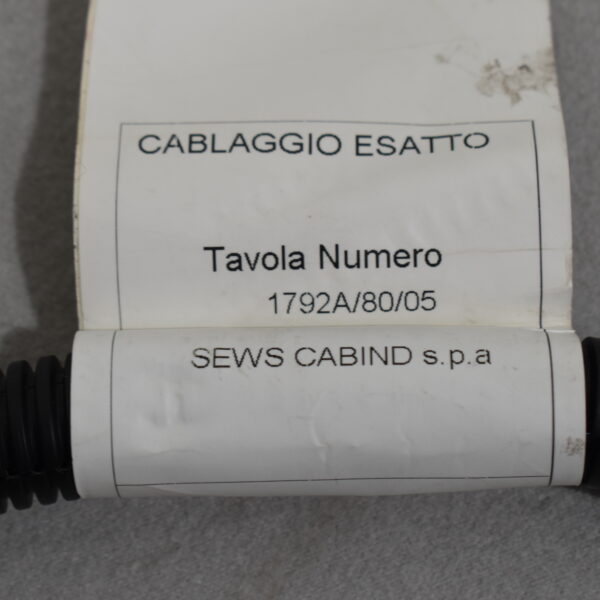 CABLAGGIO ESATTO
Tavola Numero
1792A/80/05
SEWS CABIND s.p.a